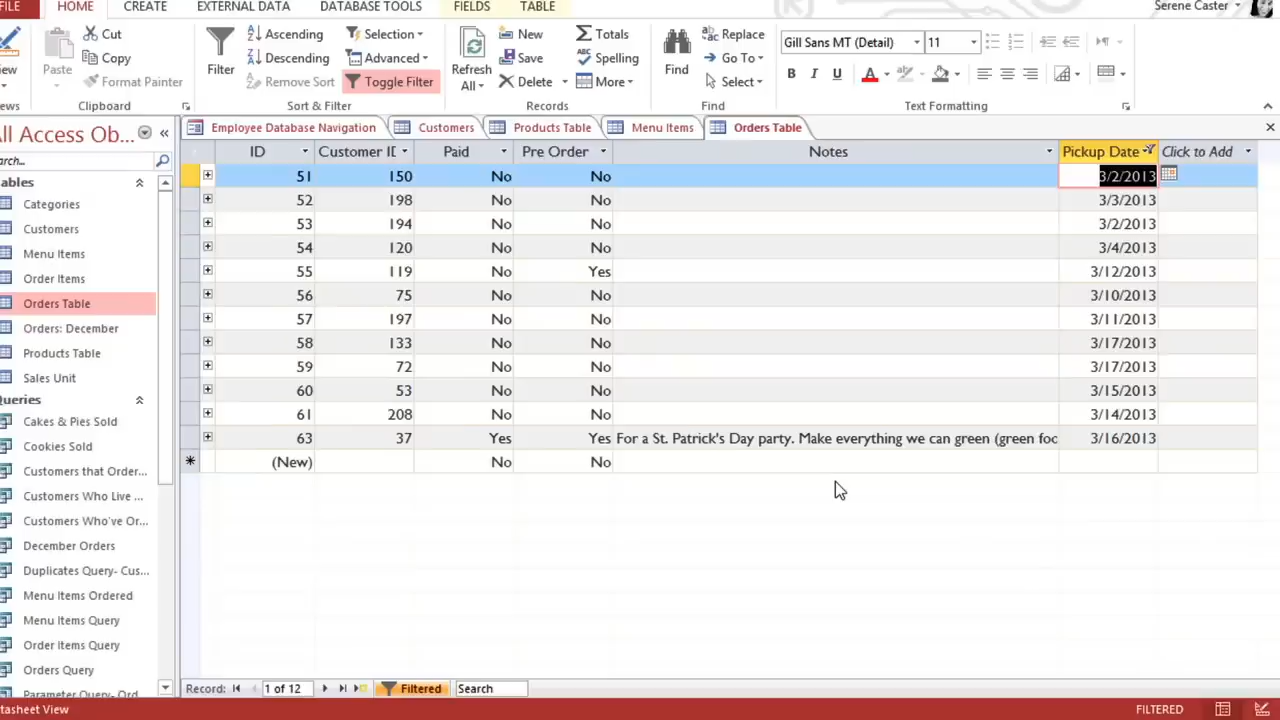 FILE HOME CREATE EXTERNAL DATA DATABASE TOOLS FIELDS TABLE Serene Caster
Cut Ascending Selection New Totals Replace Gill Sans MT (Detail) 11
Paste Copy Filter Descending Advanced Refresh Save Spelling Find Go To
Format Painter Remove Sort Toggle Filter All Delete More Select B I U A
Clipboard Sort & Filter Records Find Text Formatting
All Access Ob... Employee Database Navigation Customers Products Table Menu Items Orders Table
ID Customer ID Paid Pre Order Notes Pickup Date Click to Add
51 150 No No 3/2/2013
52 198 No No 3/3/2013
53 194 No No 3/2/2013
54 120 No No 3/4/2013
55 119 No Yes 3/12/2013
56 75 No No 3/10/2013
57 197 No No 3/11/2013
58 133 No No 3/17/2013
59 72 No No 3/17/2013
60 53 No No 3/15/2013
61 208 No No 3/14/2013
63 37 Yes Yes For a St. Patrick's Day party. Make everything we can green (green foo 3/16/2013
(New) No No
earch...
ables
Categories
Customers
Menu Items
Order Items
Orders Table
Orders: December
Products Table
Sales Unit
Queries
Cakes & Pies Sold
Cookies Sold
Customers that Order...
Customers Who Live ...
Customers Who've Or...
December Orders
Duplicates Query- Cus...
Menu Items Ordered
Menu Items Query
Order Items Query
Orders Query
Parameter Query- Ord...
Record: 1 of 12 Filtered Search
tasheet View FILTERED